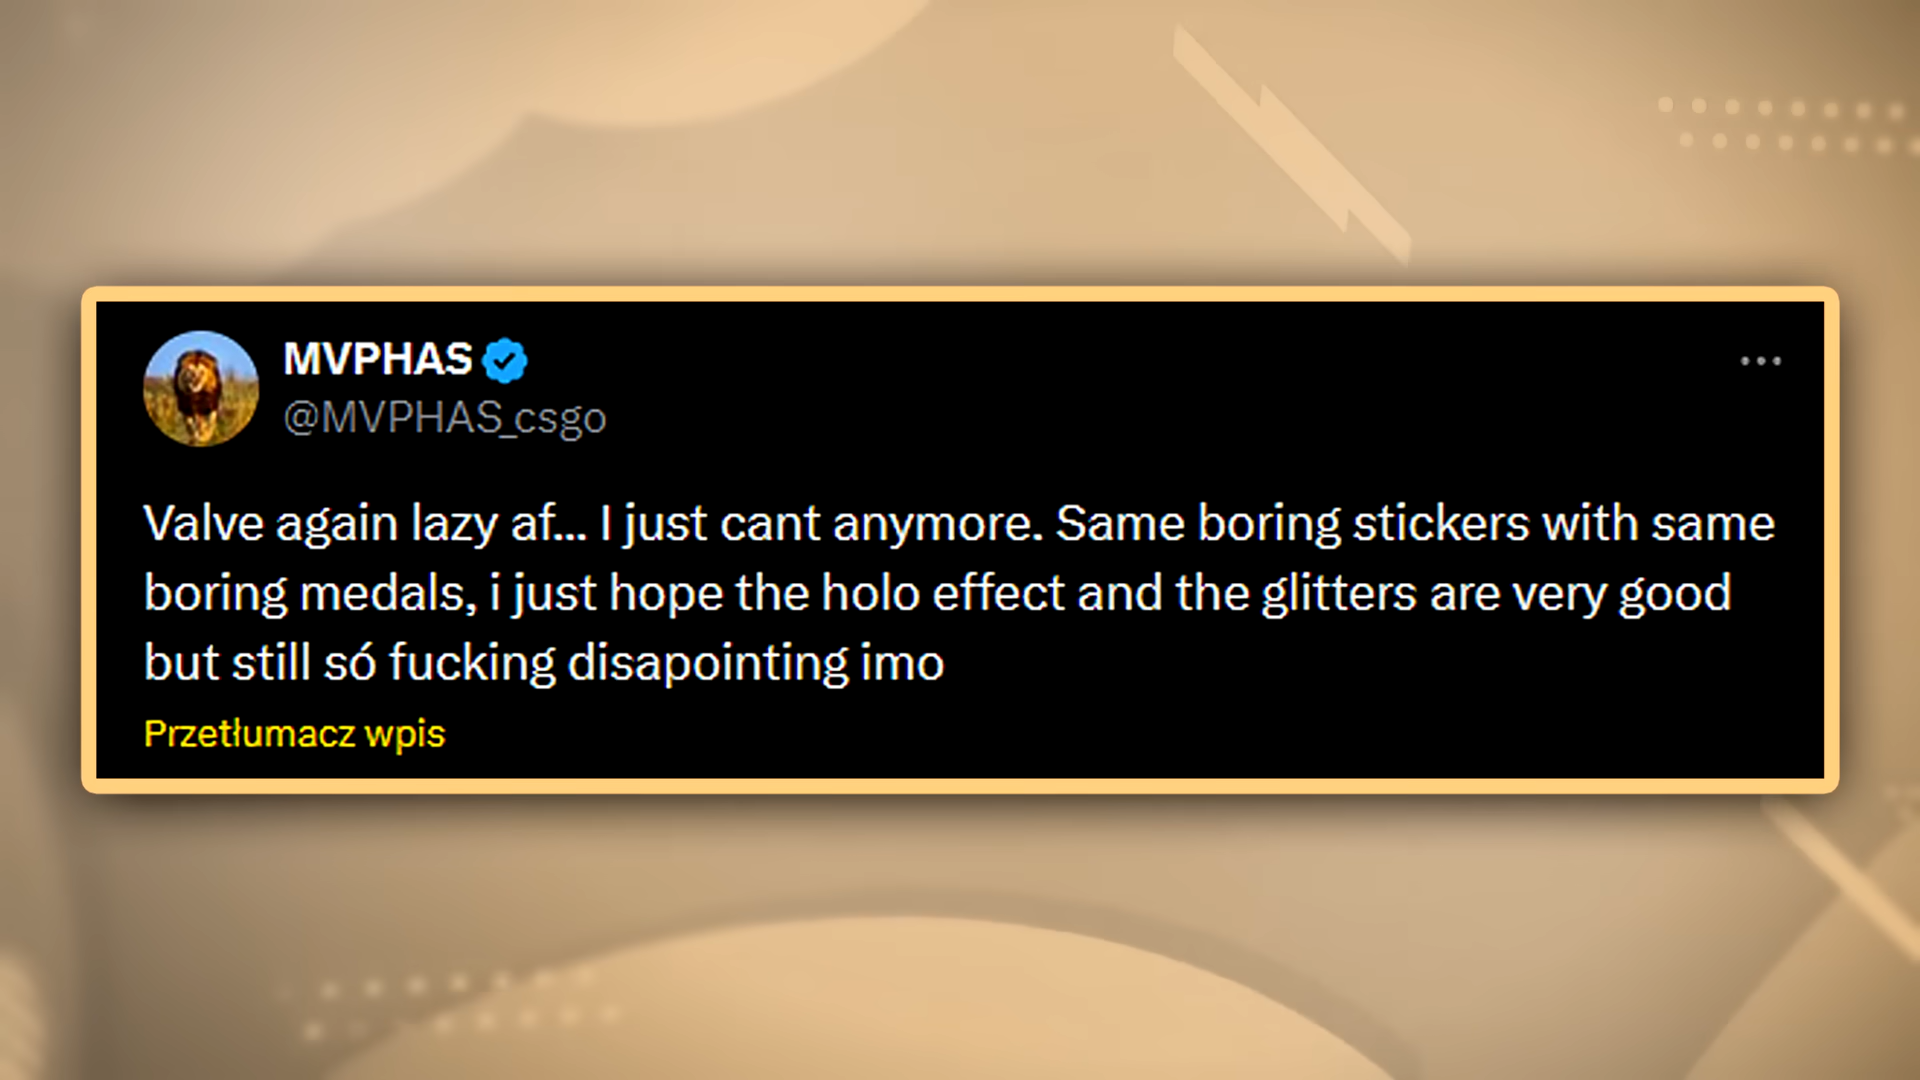 MVPHAS
@MVPHAS_csgo
Valve again lazy af... I just cant anymore. Same boring stickers with same
boring medals, i just hope the holo effect and the glitters are very good
but still só fucking disapointing imo
Przetłumacz wpis